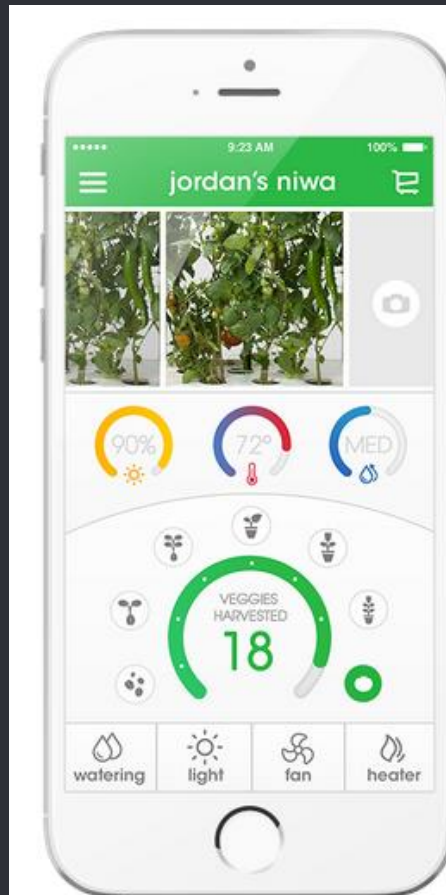 9:23 AM
100%
jordan's niwa
90%
72°
MED
VEGGIES
HARVESTED
18
watering
light
fan
heater